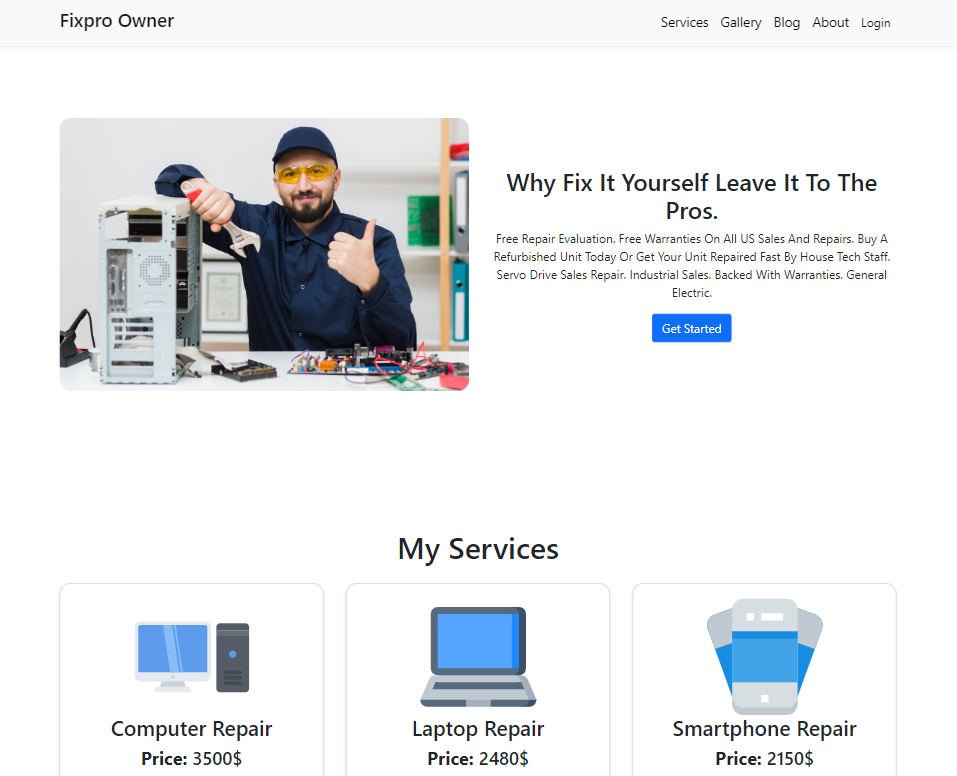 Fixpro Owner
Services Gallery Blog About Login
Why Fix It Yourself Leave It To The
Pros.
Free Repair Evaluation. Free Warranties On All US Sales And Repairs. Buy A
Refurbished Unit Today Or Get Your Unit Repaired Fast By House Tech Staff.
Servo Drive Sales Repair. Industrial Sales. Backed With Warranties. General
Electric.
Get Started
My Services
Computer Repair
Price: 3500$
Laptop Repair
Price: 2480$
Smartphone Repair
Price: 2150$